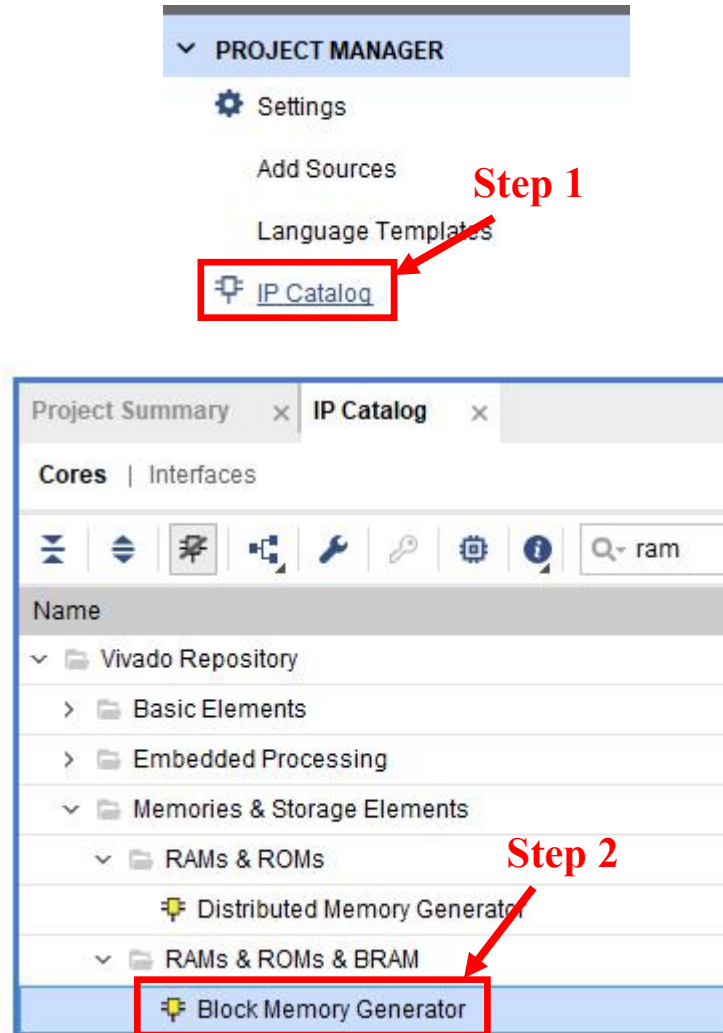 PROJECT MANAGER
Settings
Add Sources
Step 1
Language Templates
IP Catalog
Project Summary × IP Catalog ×
Cores | Interfaces
ram
Name
Vivado Repository
Basic Elements
Embedded Processing
Memories & Storage Elements
RAMs & ROMs
Step 2
Distributed Memory Generator
RAMs & ROMs & BRAM
Block Memory Generator